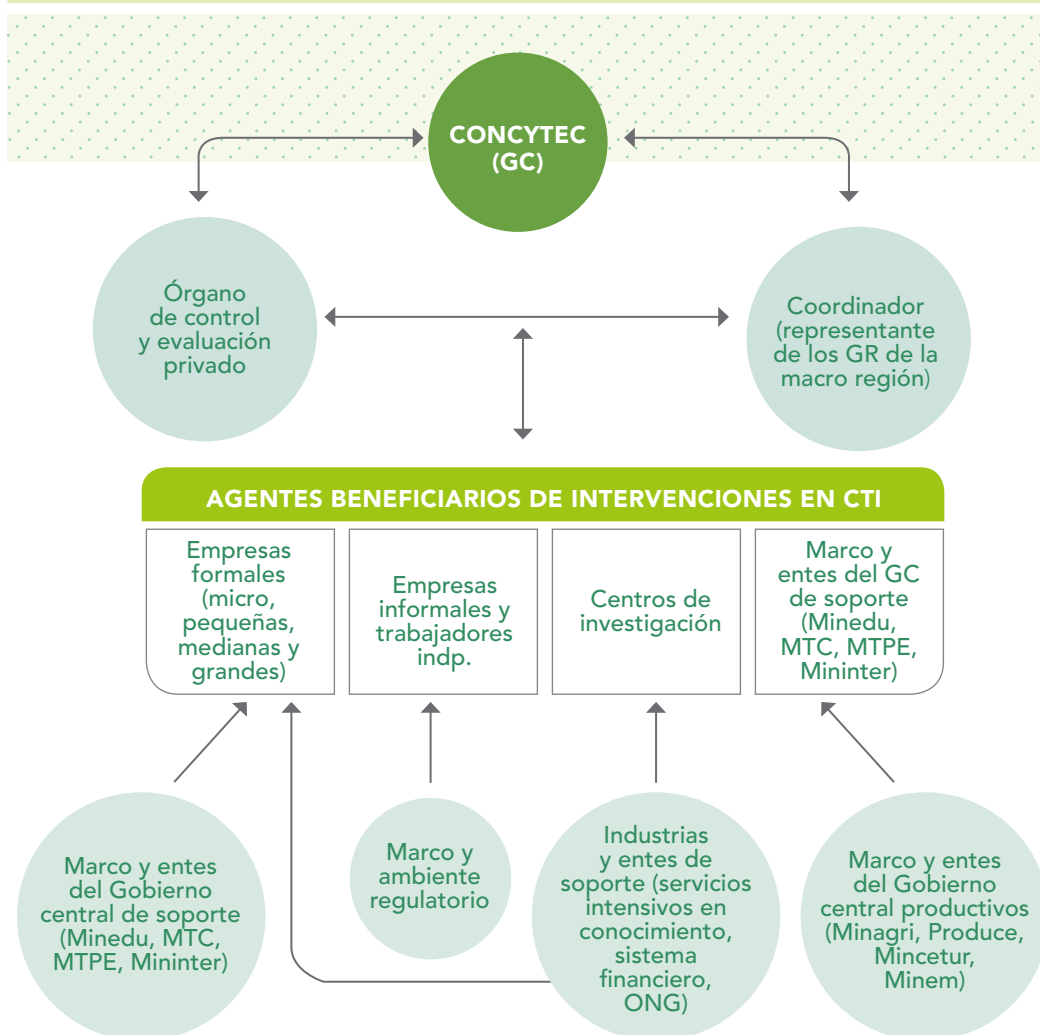 CONCYTEC
(GC)
Órgano
de control
y evaluación
privado
Coordinador
(representante
de los GR de la
macro región)
AGENTES BENEFICIARIOS DE INTERVENCIONES EN CTI
Empresas
formales
(micro,
pequeñas,
medianas y
grandes)
Empresas
informales y
trabajadores
indp.
Centros de
investigación
Marco y
entes del GC
de soporte
(Minedu,
MTC, MTPE,
Mininter)
Marco y entes
del Gobierno
central de soporte
(Minedu, MTC,
MTPE, Mininter)
Marco y
ambiente
regulatorio
Industrias
y entes de
soporte (servicios
intensivos en
conocimiento,
sistema
financiero,
ONG)
Marco y entes
del Gobierno
central productivos
(Minagri, Produce,
Mincetur,
Minem)